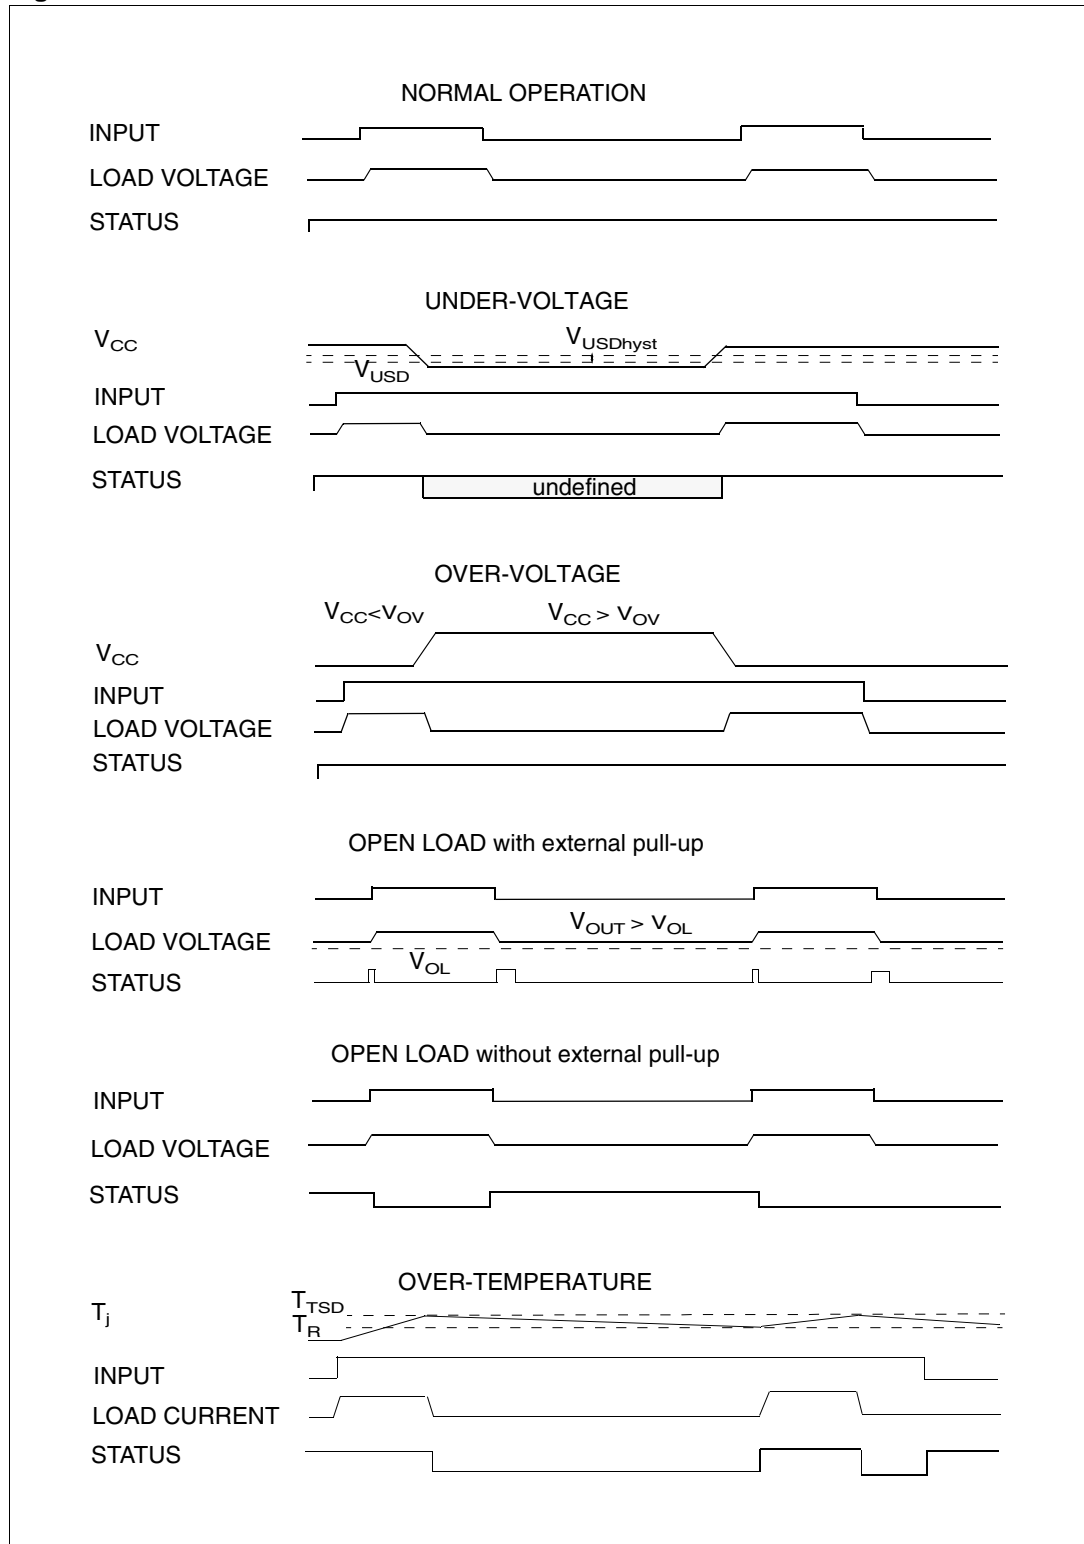 NORMAL OPERATION
INPUT
LOAD VOLTAGE
STATUS
UNDER-VOLTAGE
VCC
VUSDhyst
VUSD
INPUT
LOAD VOLTAGE
STATUS
undefined
OVER-VOLTAGE
VCC<VOV
VCC > VOV
VCC
INPUT
LOAD VOLTAGE
STATUS
OPEN LOAD with external pull-up
INPUT
VOUT > VOL
LOAD VOLTAGE
VOL
STATUS
OPEN LOAD without external pull-up
INPUT
LOAD VOLTAGE
STATUS
OVER-TEMPERATURE
Tj
TTSD
TR
INPUT
LOAD CURRENT
STATUS